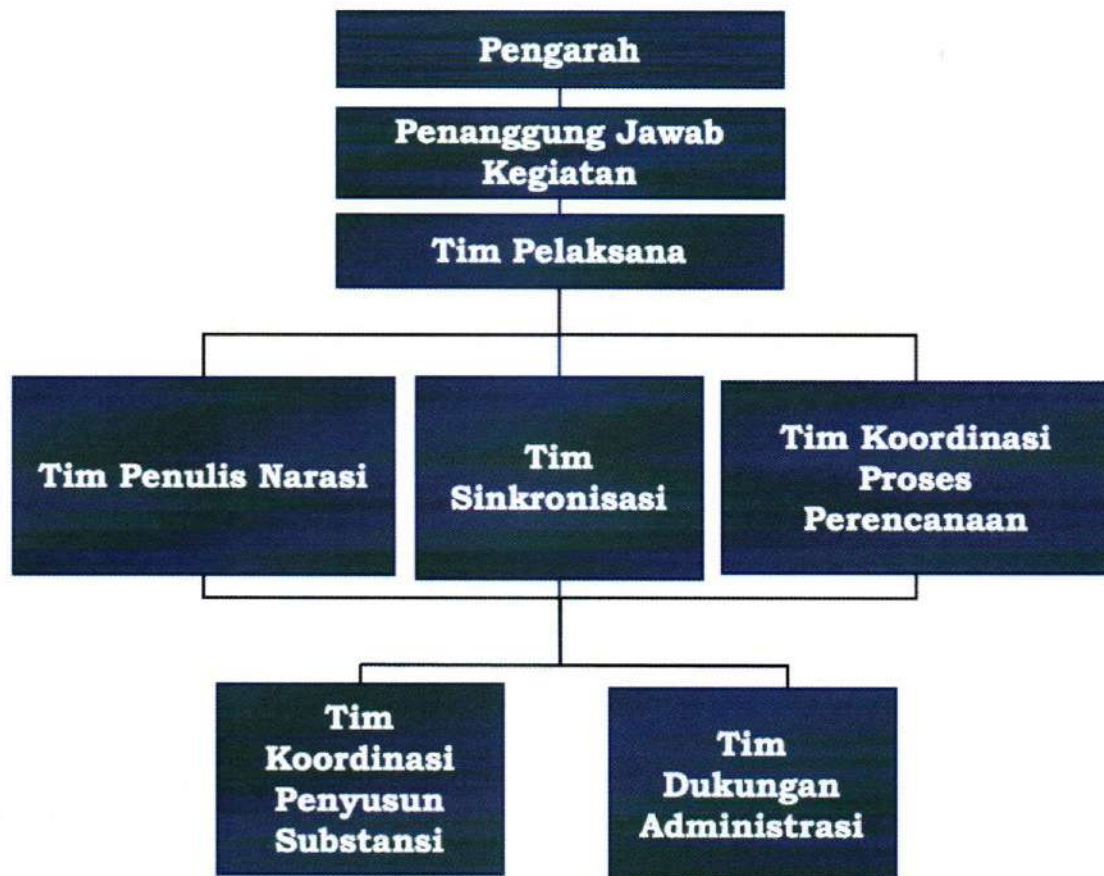 Pengarah
Penanggung Jawab
Kegiatan
Tim Pelaksana
Tim Penulis Narasi
Tim
Sinkronisasi
Tim Koordinasi
Proses
Perencanaan
Tim
Koordinasi
Penyusun
Substansi
Tim
Dukungan
Administrasi